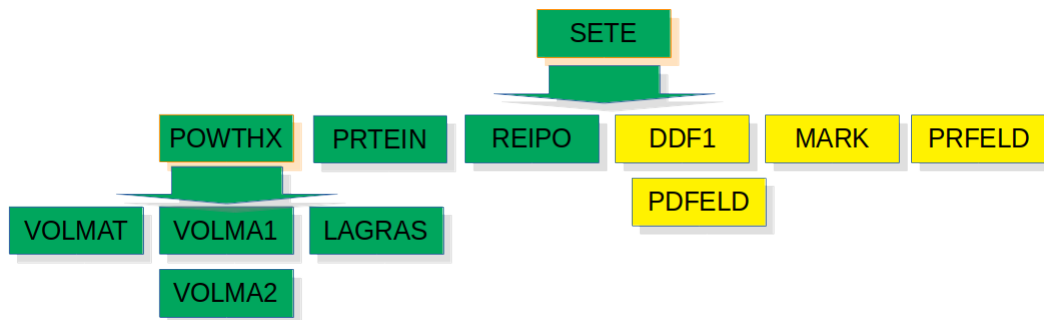 SETE
POWTHX PRTEIN REIPO DDF1 MARK PRFELD
PDFELD
VOLMAT VOLMA1 LAGRAS
VOLMA2